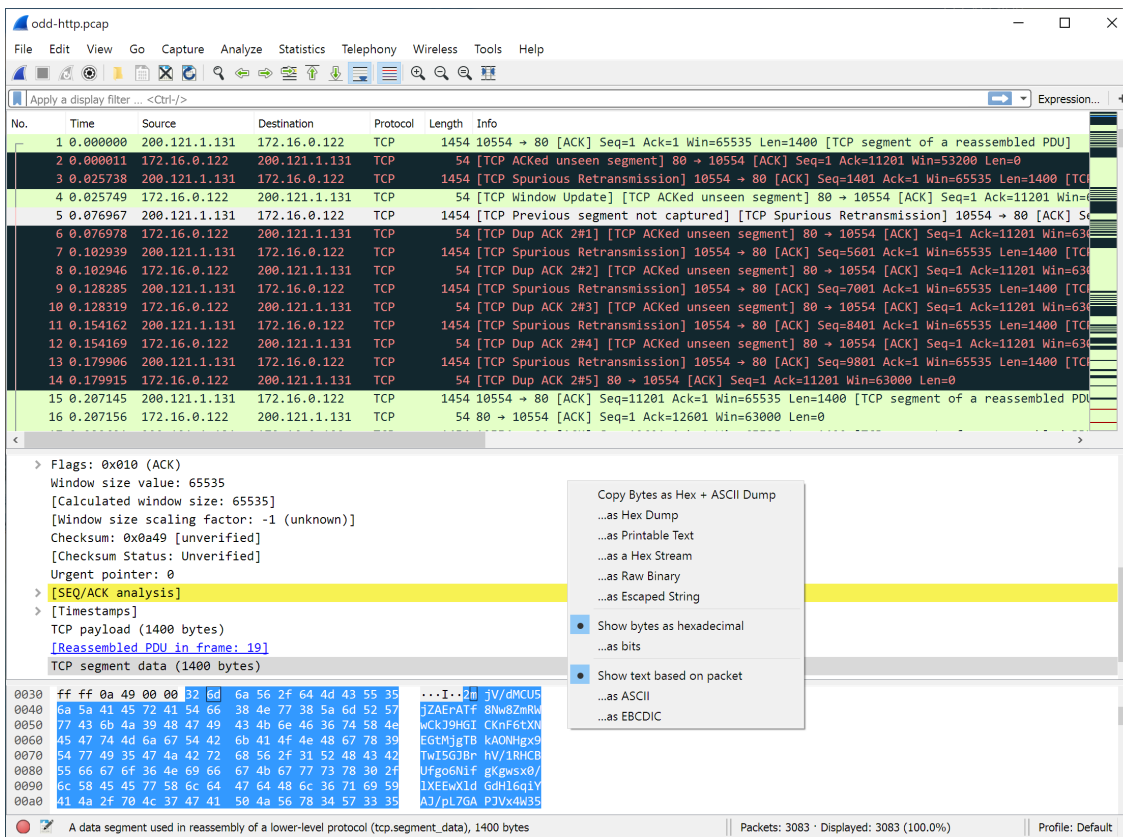 odd-http.pcap
File Edit View Go Capture Analyze Statistics Telephony Wireless Tools Help
Apply a display filter ... <Ctrl-/> Expression... +
No. Time Source Destination Protocol Length Info
1 0.000000 200.121.1.131 172.16.0.122 TCP 1454 10554 → 80 [ACK] Seq=1 Ack=1 Win=65535 Len=1400 [TCP segment of a reassembled PDU]
2 0.000011 172.16.0.122 200.121.1.131 TCP 54 [TCP ACKed unseen segment] 80 → 10554 [ACK] Seq=1 Ack=11201 Win=53200 Len=0
3 0.025738 200.121.1.131 172.16.0.122 TCP 1454 [TCP Spurious Retransmission] 10554 → 80 [ACK] Seq=1401 Ack=1 Win=65535 Len=1400 [TCP
4 0.025749 172.16.0.122 200.121.1.131 TCP 54 [TCP Window Update] [TCP ACKed unseen segment] 80 → 10554 [ACK] Seq=1 Ack=11201 Win=6
5 0.076967 200.121.1.131 172.16.0.122 TCP 1454 [TCP Previous segment not captured] [TCP Spurious Retransmission] 10554 → 80 [ACK] Se
6 0.076978 172.16.0.122 200.121.1.131 TCP 54 [TCP Dup ACK 2#1] [TCP ACKed unseen segment] 80 → 10554 [ACK] Seq=1 Ack=11201 Win=630
7 0.102939 200.121.1.131 172.16.0.122 TCP 1454 [TCP Spurious Retransmission] 10554 → 80 [ACK] Seq=5601 Ack=1 Win=65535 Len=1400 [TCP
8 0.102946 172.16.0.122 200.121.1.131 TCP 54 [TCP Dup ACK 2#2] [TCP ACKed unseen segment] 80 → 10554 [ACK] Seq=1 Ack=11201 Win=630
9 0.128285 200.121.1.131 172.16.0.122 TCP 1454 [TCP Spurious Retransmission] 10554 → 80 [ACK] Seq=7001 Ack=1 Win=65535 Len=1400 [TCP
10 0.128319 172.16.0.122 200.121.1.131 TCP 54 [TCP Dup ACK 2#3] [TCP ACKed unseen segment] 80 → 10554 [ACK] Seq=1 Ack=11201 Win=630
11 0.154162 200.121.1.131 172.16.0.122 TCP 1454 [TCP Spurious Retransmission] 10554 → 80 [ACK] Seq=8401 Ack=1 Win=65535 Len=1400 [TCP
12 0.154169 172.16.0.122 200.121.1.131 TCP 54 [TCP Dup ACK 2#4] [TCP ACKed unseen segment] 80 → 10554 [ACK] Seq=1 Ack=11201 Win=630
13 0.179906 200.121.1.131 172.16.0.122 TCP 1454 [TCP Spurious Retransmission] 10554 → 80 [ACK] Seq=9801 Ack=1 Win=65535 Len=1400 [TCP
14 0.179915 172.16.0.122 200.121.1.131 TCP 54 [TCP Dup ACK 2#5] 80 → 10554 [ACK] Seq=1 Ack=11201 Win=63000 Len=0
15 0.207145 200.121.1.131 172.16.0.122 TCP 1454 10554 → 80 [ACK] Seq=11201 Ack=1 Win=65535 Len=1400 [TCP segment of a reassembled PDU
16 0.207156 172.16.0.122 200.121.1.131 TCP 54 80 → 10554 [ACK] Seq=1 Ack=12601 Win=63000 Len=0
Flags: 0x010 (ACK)
Window size value: 65535
[Calculated window size: 65535]
[Window size scaling factor: -1 (unknown)]
Checksum: 0x0a49 [unverified]
[Checksum Status: Unverified]
Urgent pointer: 0
[SEQ/ACK analysis]
[Timestamps]
TCP payload (1400 bytes)
[Reassembled PDU in frame: 19]
TCP segment data (1400 bytes)
Copy Bytes as Hex + ASCII Dump
...as Hex Dump
...as Printable Text
...as a Hex Stream
...as Raw Binary
...as Escaped String
Show bytes as hexadecimal
...as bits
Show text based on packet
...as ASCII
...as EBCDIC
0030 ff ff 0a 49 00 00 32 6d 6a 56 2f 64 4d 43 55 35 ···I··2m jV/dMCU5
0040 6a 5a 41 45 72 41 54 66 38 4e 77 38 5a 6d 52 57 jZAErATf 8Nw8ZmRW
0050 77 43 6b 4a 39 48 47 49 43 4b 6e 46 36 74 58 4e wCkJ9HGI CKnF6tXN
0060 45 47 74 4d 6a 67 54 42 6b 41 4f 4e 48 67 78 39 EGtMjgTB kAONHgx9
0070 54 77 49 35 47 4a 42 72 68 56 2f 31 52 48 43 42 TwI5GJBr hV/1RHCB
0080 55 66 67 6f 36 4e 69 66 67 4b 67 77 73 78 30 2f Ufgo6Nif gKgwsx0/
0090 6c 58 45 45 77 58 6c 64 47 64 48 6c 36 71 69 59 lXEEwXld GdHl6qiY
00a0 41 4a 2f 70 4c 37 47 41 50 4a 56 78 34 57 33 35 AJ/pL7GA PJVx4W35
A data segment used in reassembly of a lower-level protocol (tcp.segment_data), 1400 bytes Packets: 3083 · Displayed: 3083 (100.0%) Profile: Default